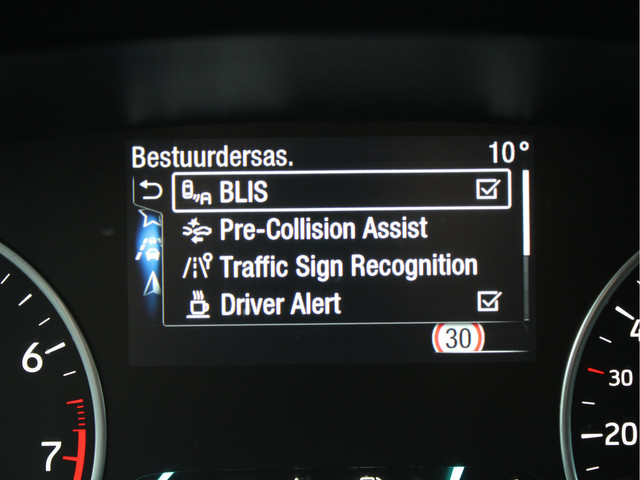 Bestuurdersas. 10°
BLIS
Pre-Collision Assist
Traffic Sign Recognition
Driver Alert
30
6
7
30
20